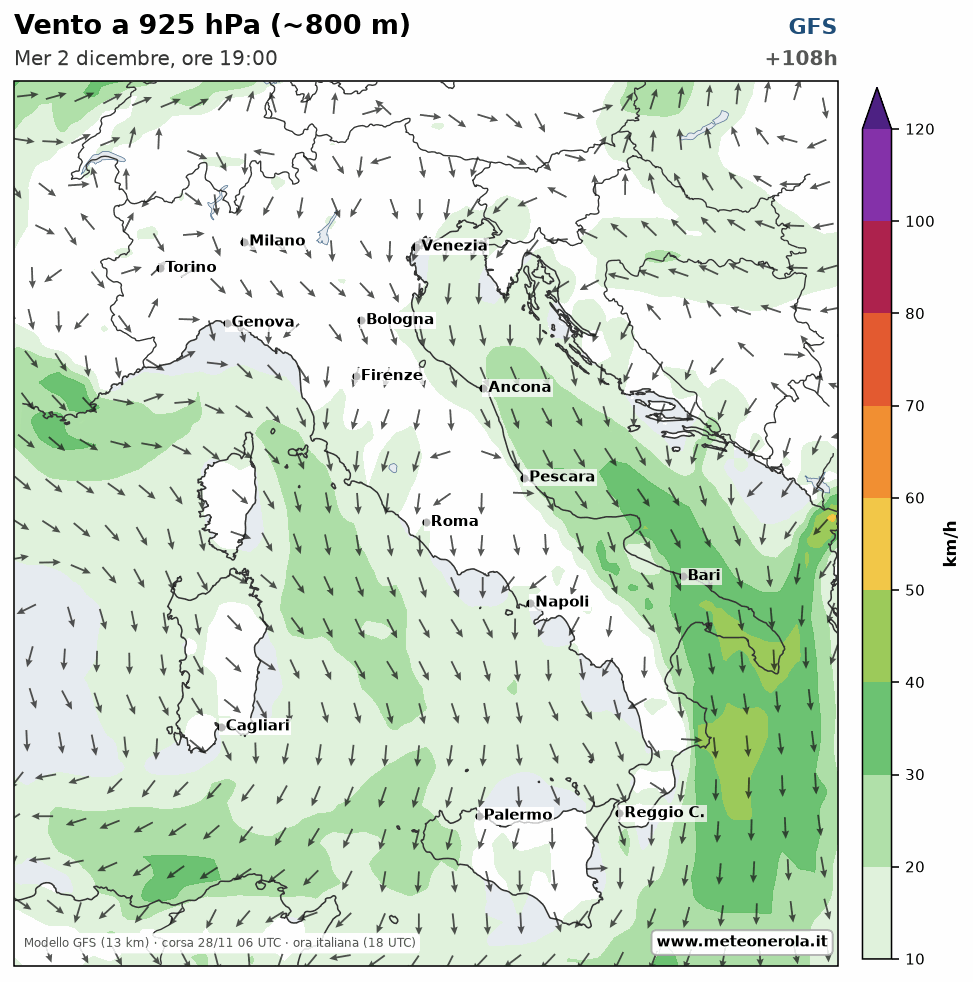 Vento a 925 hPa (~800 m)
GFS
Mer 2 dicembre, ore 19:00
+108h
Milano
Venezia
Torino
Genova
Bologna
Firenze
Ancona
Pescara
Roma
Bari
Napoli
Cagliari
Palermo
Reggio C.
120
100
80
70
60
50
40
30
20
10
km/h
Modello GFS (13 km) · corsa 28/11 06 UTC · ora italiana (18 UTC)
www.meteonerola.it